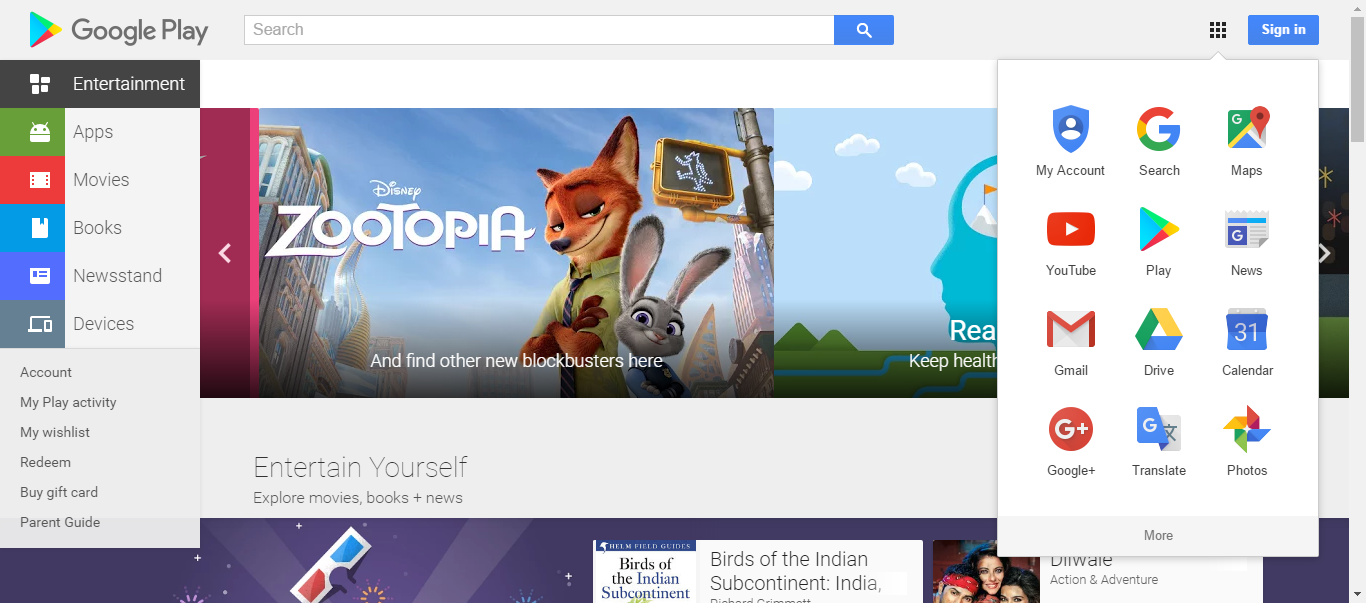 Google Play
Search
Sign in
Entertainment
Apps
Movies
Books
Newsstand
Devices
Account
My Play activity
My wishlist
Redeem
Buy gift card
Parent Guide
DISNEY
ZOOTOPIA
And find other new blockbusters here
Rea
Keep health
My Account
Search
Maps
YouTube
Play
News
Gmail
Drive
31
Calendar
G+
Google+
Translate
Photos
More
Entertain Yourself
Explore movies, books + news
HELM FIELD GUIDES
Birds of
the Indian
Subcontinent
Birds of the Indian
Subcontinent: India,
Richard Grimmett
Dilwale
Action & Adventure